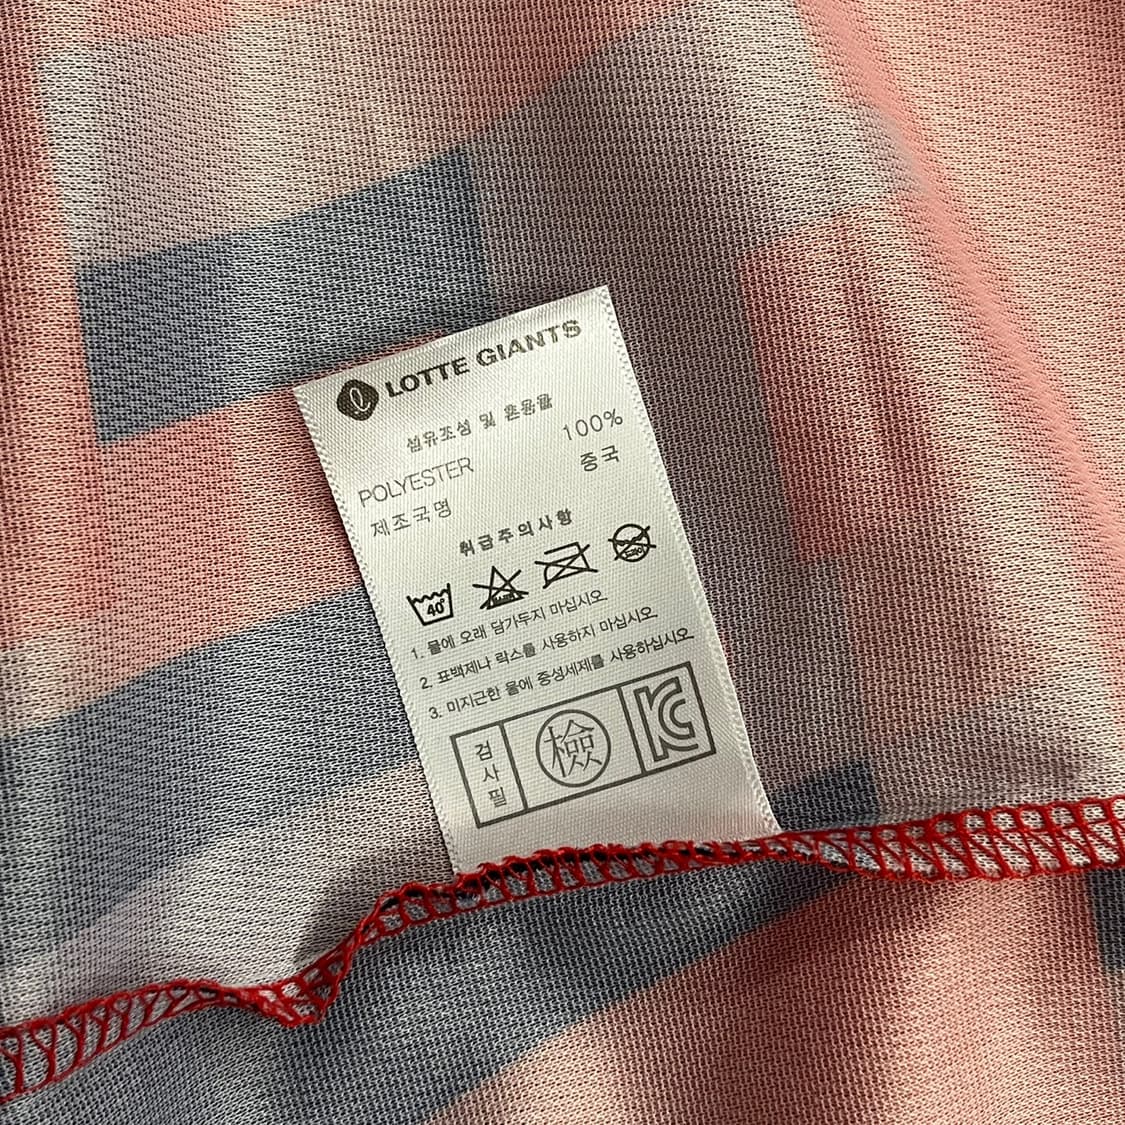 LOTTE GIANTS
섬유조성 및 혼용율
POLYESTER 100%
제조국명 중국
취급주의사항
40°
1. 물에 오래 담가두지 마십시오.
2. 표백제나 락스를 사용하지 마십시오.
3. 미지근한 물에 중성세제를 사용하십시오.
검사필 檢 KC